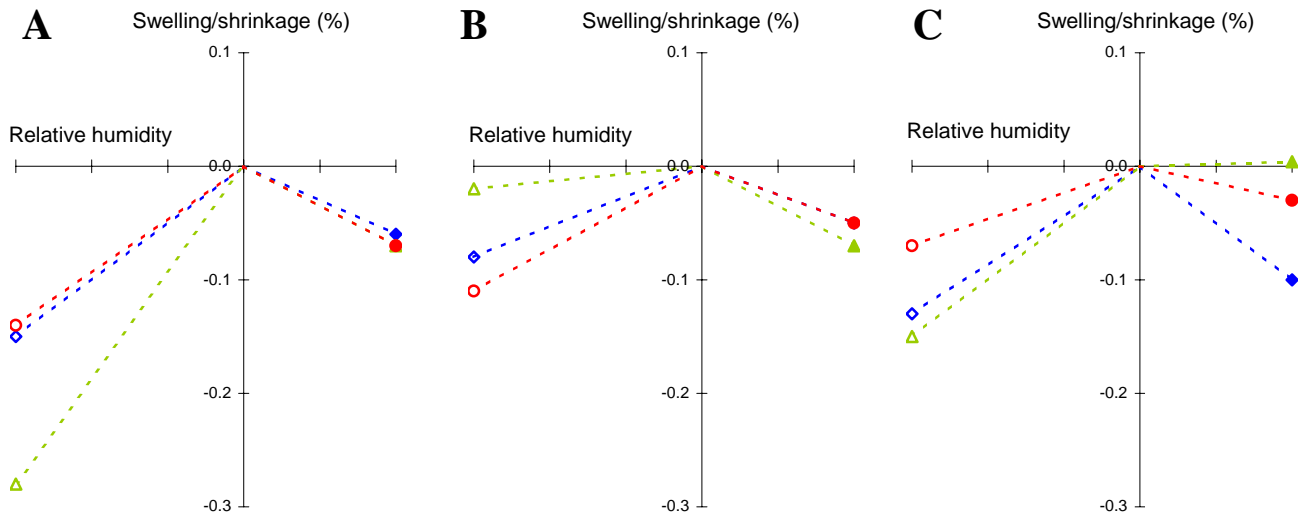 A
Swelling/shrinkage (%)
0.1
Relative humidity
0.0
-0.1
-0.2
-0.3
B
Swelling/shrinkage (%)
0.1
Relative humidity
0.0
-0.1
-0.2
-0.3
C
Swelling/shrinkage (%)
0.1
Relative humidity
0.0
-0.1
-0.2
-0.3